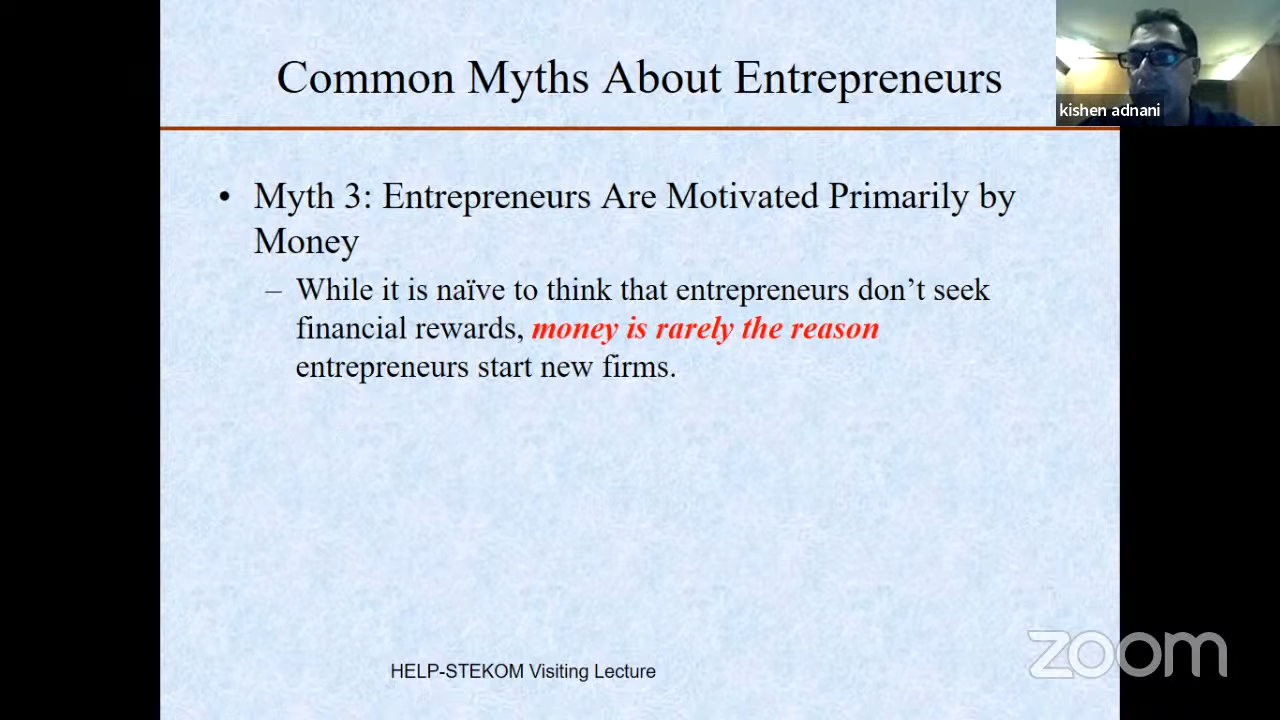 Common Myths About Entrepreneurs
kishen adnani
• Myth 3: Entrepreneurs Are Motivated Primarily by
Money
– While it is naïve to think that entrepreneurs don’t seek
financial rewards, money is rarely the reason
entrepreneurs start new firms.
zoom
HELP-STEKOM Visiting Lecture